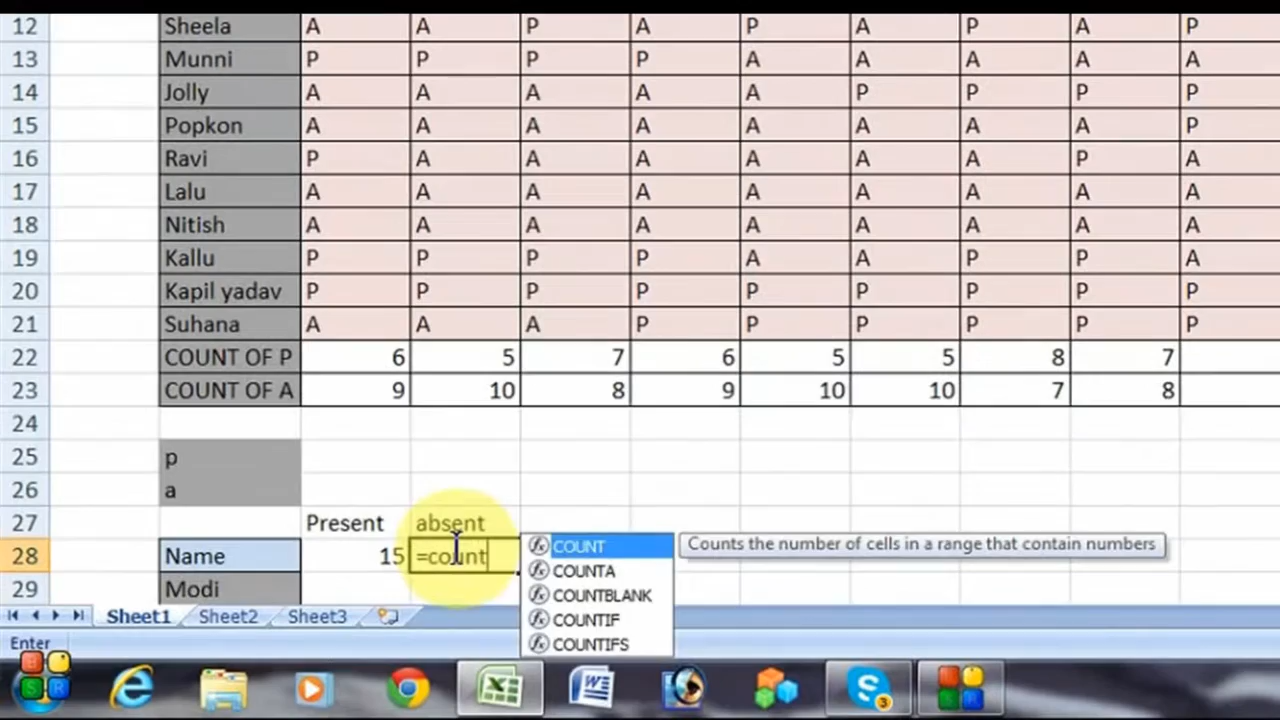 12 Sheela A A P A P A P A P
13 Munni P P P P A A A A A
14 Jolly A A A A A P P P P
15 Popkon A A A A A A A A P
16 Ravi P A A A A A A P A
17 Lalu A A A A A A A A A
18 Nitish A A A A A A A A A
19 Kallu P P P P A A P P A
20 Kapil yadav P P P P P P P P P
21 Suhana A A A P P P P P P
22 COUNT OF P 6 5 7 6 5 5 8 7
23 COUNT OF A 9 10 8 9 10 10 7 8
24
25 p
26 a
27 Present absent
28 Name 15 =count
COUNT Counts the number of cells in a range that contain numbers
COUNTA
COUNTBLANK
COUNTIF
COUNTIFS
29 Modi
Sheet1 Sheet2 Sheet3
Enter